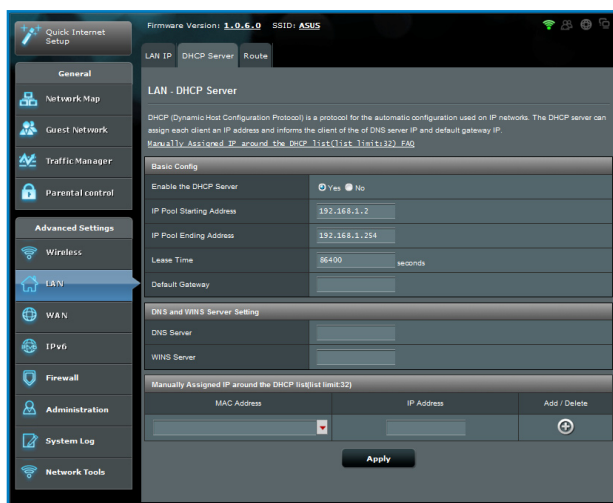 Quick Internet
Setup
General
Network Map
Guest Network
Traffic Manager
Parental control
Advanced Settings
Wireless
LAN
WAN
IPv6
Firewall
Administration
System Log
Network Tools
Firmware Version: 1.0.6.0 SSID: ASUS
LAN IP DHCP Server Route
LAN - DHCP Server
DHCP (Dynamic Host Configuration Protocol) is a protocol for the automatic configuration used on IP networks. The DHCP server can
assign each client an IP address and informs the client of the of DNS server IP and default gateway IP.
Manually Assigned IP around the DHCP list(list limit:32) FAQ
Basic Config
Enable the DHCP Server Yes No
IP Pool Starting Address 192.168.1.2
IP Pool Ending Address 192.168.1.254
Lease Time 86400 seconds
Default Gateway
DNS and WINS Server Setting
DNS Server
WINS Server
Manually Assigned IP around the DHCP list(list limit:32)
MAC Address IP Address Add / Delete
Apply